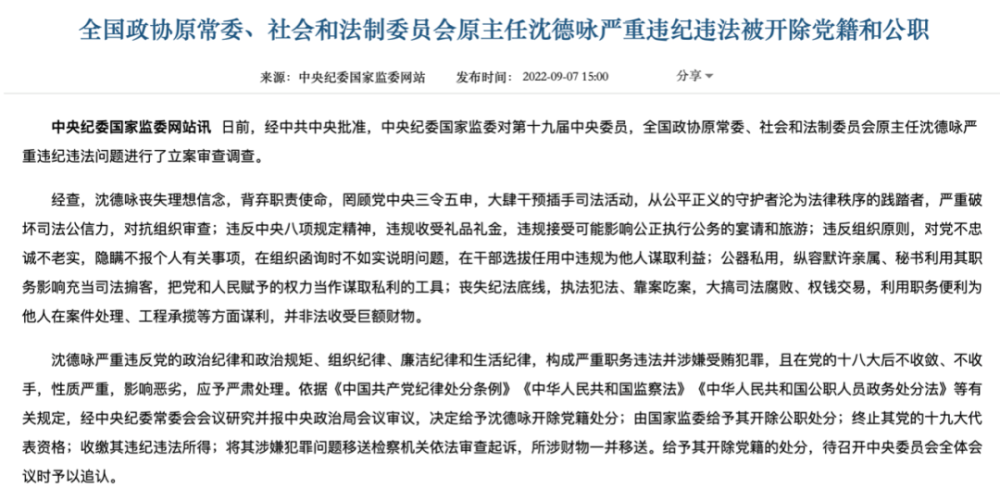 全国政协原常委、社会和法制委员会原主任沈德咏严重违纪违法被开除党籍和公职
来源：中央纪委国家监委网站 发布时间：2022-09-07 15:00 分享
中央纪委国家监委网站讯 日前，经中共中央批准，中央纪委国家监委对第十九届中央委员，全国政协原常委、社会和法制委员会原主任沈德咏严
重违纪违法问题进行了立案审查调查。
经查，沈德咏丧失理想信念，背弃职责使命，罔顾党中央三令五申，大肆干预插手司法活动，从公平正义的守护者沦为法律秩序的践踏者，严重破
坏司法公信力，对抗组织审查；违反中央八项规定精神，违规收受礼品礼金，违规接受可能影响公正执行公务的宴请和旅游；违反组织原则，对党不忠
诚不老实，隐瞒不报个人有关事项，在组织函询时不如实说明问题，在干部选拔任用中违规为他人谋取利益；公器私用，纵容默许亲属、秘书利用其职
务影响充当司法掮客，把党和人民赋予的权力当作谋取私利的工具；丧失纪法底线，执法犯法、靠案吃案，大搞司法腐败、权钱交易，利用职务便利为
他人在案件处理、工程承揽等方面谋利，并非法收受巨额财物。
沈德咏严重违反党的政治纪律和政治规矩、组织纪律、廉洁纪律和生活纪律，构成严重职务违法并涉嫌受贿犯罪，且在党的十八大后不收敛、不收
手，性质严重，影响恶劣，应予严肃处理。依据《中国共产党纪律处分条例》《中华人民共和国监察法》《中华人民共和国公职人员政务处分法》等有
关规定，经中央纪委常委会会议研究并报中央政治局会议审议，决定给予沈德咏开除党籍处分；由国家监委给予其开除公职处分；终止其党的十九大代
表资格；收缴其违纪违法所得；将其涉嫌犯罪问题移送检察机关依法审查起诉，所涉财物一并移送。给予其开除党籍的处分，待召开中央委员会全体会
议时予以追认。